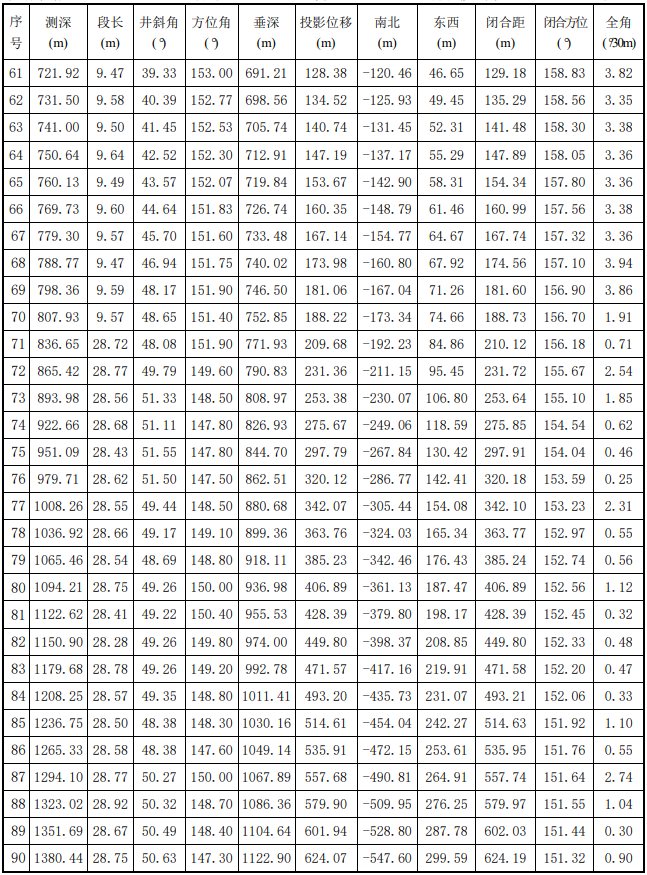 序号 测深(m) 段长(m) 井斜角(°) 方位角(°) 垂深(m) 投影位移(m) 南北(m) 东西(m) 闭合距(m) 闭合方位(°) 全角(°/30m)
61 721.92 9.47 39.33 153.00 691.21 128.38 -120.46 46.65 129.18 158.83 3.82
62 731.50 9.58 40.39 152.77 698.56 134.52 -125.93 49.45 135.29 158.56 3.35
63 741.00 9.50 41.45 152.53 705.74 140.74 -131.45 52.31 141.48 158.30 3.38
64 750.64 9.64 42.52 152.30 712.91 147.19 -137.17 55.29 147.89 158.05 3.36
65 760.13 9.49 43.57 152.07 719.84 153.67 -142.90 58.31 154.34 157.80 3.36
66 769.73 9.60 44.64 151.83 726.74 160.35 -148.79 61.46 160.99 157.56 3.38
67 779.30 9.57 45.70 151.60 733.48 167.14 -154.77 64.67 167.74 157.32 3.36
68 788.77 9.47 46.94 151.75 740.02 173.98 -160.80 67.92 174.56 157.10 3.94
69 798.36 9.59 48.17 151.90 746.50 181.06 -167.04 71.26 181.60 156.90 3.86
70 807.93 9.57 48.65 151.40 752.85 188.22 -173.34 74.66 188.73 156.70 1.91
71 836.65 28.72 48.08 151.90 771.93 209.68 -192.23 84.86 210.12 156.18 0.71
72 865.42 28.77 49.79 149.60 790.83 231.36 -211.15 95.45 231.72 155.67 2.54
73 893.98 28.56 51.33 148.50 808.97 253.38 -230.07 106.80 253.64 155.10 1.85
74 922.66 28.68 51.11 147.80 826.93 275.67 -249.06 118.59 275.85 154.54 0.62
75 951.09 28.43 51.55 147.80 844.70 297.79 -267.84 130.42 297.91 154.04 0.46
76 979.71 28.62 51.50 147.50 862.51 320.12 -286.77 142.41 320.18 153.59 0.25
77 1008.26 28.55 49.44 148.50 880.68 342.07 -305.44 154.08 342.10 153.23 2.31
78 1036.92 28.66 49.17 149.10 899.36 363.76 -324.03 165.34 363.77 152.97 0.55
79 1065.46 28.54 48.69 148.80 918.11 385.23 -342.46 176.43 385.24 152.74 0.56
80 1094.21 28.75 49.26 150.00 936.98 406.89 -361.13 187.47 406.89 152.56 1.12
81 1122.62 28.41 49.22 150.40 955.53 428.39 -379.80 198.17 428.39 152.45 0.32
82 1150.90 28.28 49.26 149.80 974.00 449.80 -398.37 208.85 449.80 152.33 0.48
83 1179.68 28.78 49.26 149.20 992.78 471.57 -417.16 219.91 471.58 152.20 0.47
84 1208.25 28.57 49.35 148.80 1011.41 493.20 -435.73 231.07 493.21 152.06 0.33
85 1236.75 28.50 48.38 148.30 1030.16 514.61 -454.04 242.27 514.63 151.92 1.10
86 1265.33 28.58 48.38 147.60 1049.14 535.91 -472.15 253.61 535.95 151.76 0.55
87 1294.10 28.77 50.27 150.00 1067.89 557.68 -490.81 264.91 557.74 151.64 2.74
88 1323.02 28.92 50.32 148.70 1086.36 579.90 -509.95 276.25 579.97 151.55 1.04
89 1351.69 28.67 50.49 148.40 1104.64 601.94 -528.80 287.78 602.03 151.44 0.30
90 1380.44 28.75 50.63 147.30 1122.90 624.07 -547.60 299.59 624.19 151.32 0.90